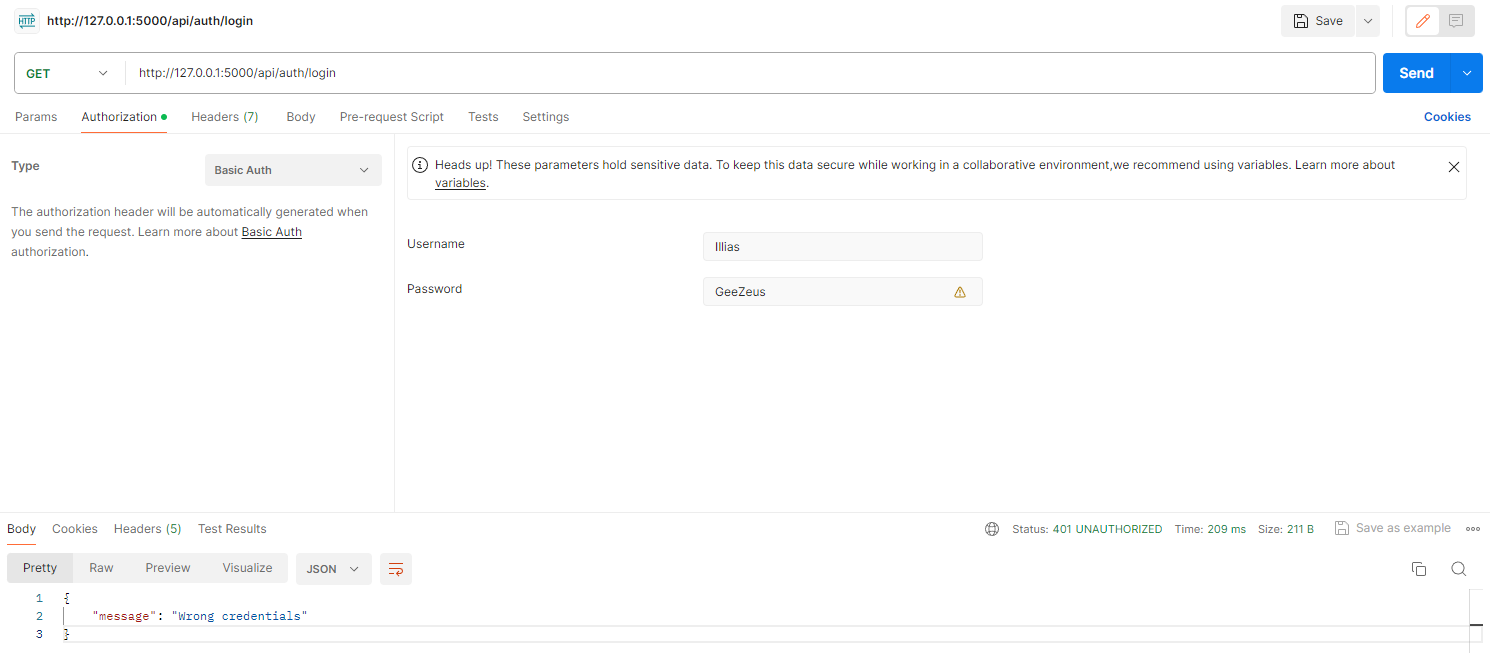 HTTP http://127.0.0.1:5000/api/auth/login Save
GET http://127.0.0.1:5000/api/auth/login Send
Params Authorization Headers (7) Body Pre-request Script Tests Settings Cookies
Type Basic Auth
The authorization header will be automatically generated when
you send the request. Learn more about Basic Auth
authorization.
Heads up! These parameters hold sensitive data. To keep this data secure while working in a collaborative environment,we recommend using variables. Learn more about
variables.
Username Illias
Password GeeZeus
Body Cookies Headers (5) Test Results Status: 401 UNAUTHORIZED Time: 209 ms Size: 211 B Save as example
Pretty Raw Preview Visualize JSON
1 {
2 "message": "Wrong credentials"
3 }